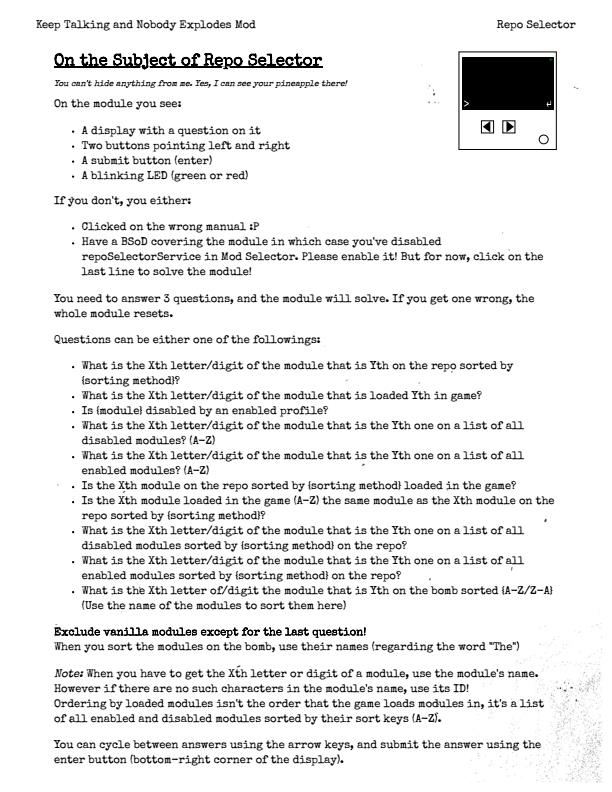 Keep Talking and Nobody Explodes Mod
Repo Selector
On the Subject of Repo Selector
You can't hide anything from me. Yes, I can see your pineapple there!
On the module you see:
• A display with a question on it
• Two buttons pointing left and right
• A submit button (enter)
• A blinking LED (green or red)
If you don't, you either:
• Clicked on the wrong manual :P
• Have a BSoD covering the module in which case you've disabled
repoSelectorService in Mod Selector. Please enable it! But for now, click on the
last line to solve the module!
You need to answer 3 questions, and the module will solve. If you get one wrong, the
whole module resets.
Questions can be either one of the followings:
• What is the Xth letter/digit of the module that is Yth on the repo sorted by
{sorting method}?
• What is the Xth letter/digit of the module that is loaded Yth in game?
• Is {module} disabled by an enabled profile?
• What is the Xth letter/digit of the module that is the Yth one on a list of all
disabled modules? (A-Z)
• What is the Xth letter/digit of the module that is the Yth one on a list of all
enabled modules? (A-Z)
• Is the Xth module on the repo sorted by {sorting method} loaded in the game?
• Is the Xth module loaded in the game (A-Z) the same module as the Xth module on the
repo sorted by {sorting method}?
• What is the Xth letter/digit of the module that is the Yth one on a list of all
disabled modules sorted by {sorting method} on the repo?
• What is the Xth letter/digit of the module that is the Yth one on a list of all
enabled modules sorted by {sorting method} on the repo?
• What is the Xth letter of/digit the module that is Yth on the bomb sorted {A-Z/Z-A}
(Use the name of the modules to sort them here)
Exclude vanilla modules except for the last question!
When you sort the modules on the bomb, use their names (regarding the word "The")
Note: When you have to get the Xth letter or digit of a module, use the module's name.
However if there are no such characters in the module's name, use its ID!
Ordering by loaded modules isn't the order that the game loads modules in, it's a list
of all enabled and disabled modules sorted by their sort keys (A-Z).
You can cycle between answers using the arrow keys, and submit the answer using the
enter button (bottom-right corner of the display).